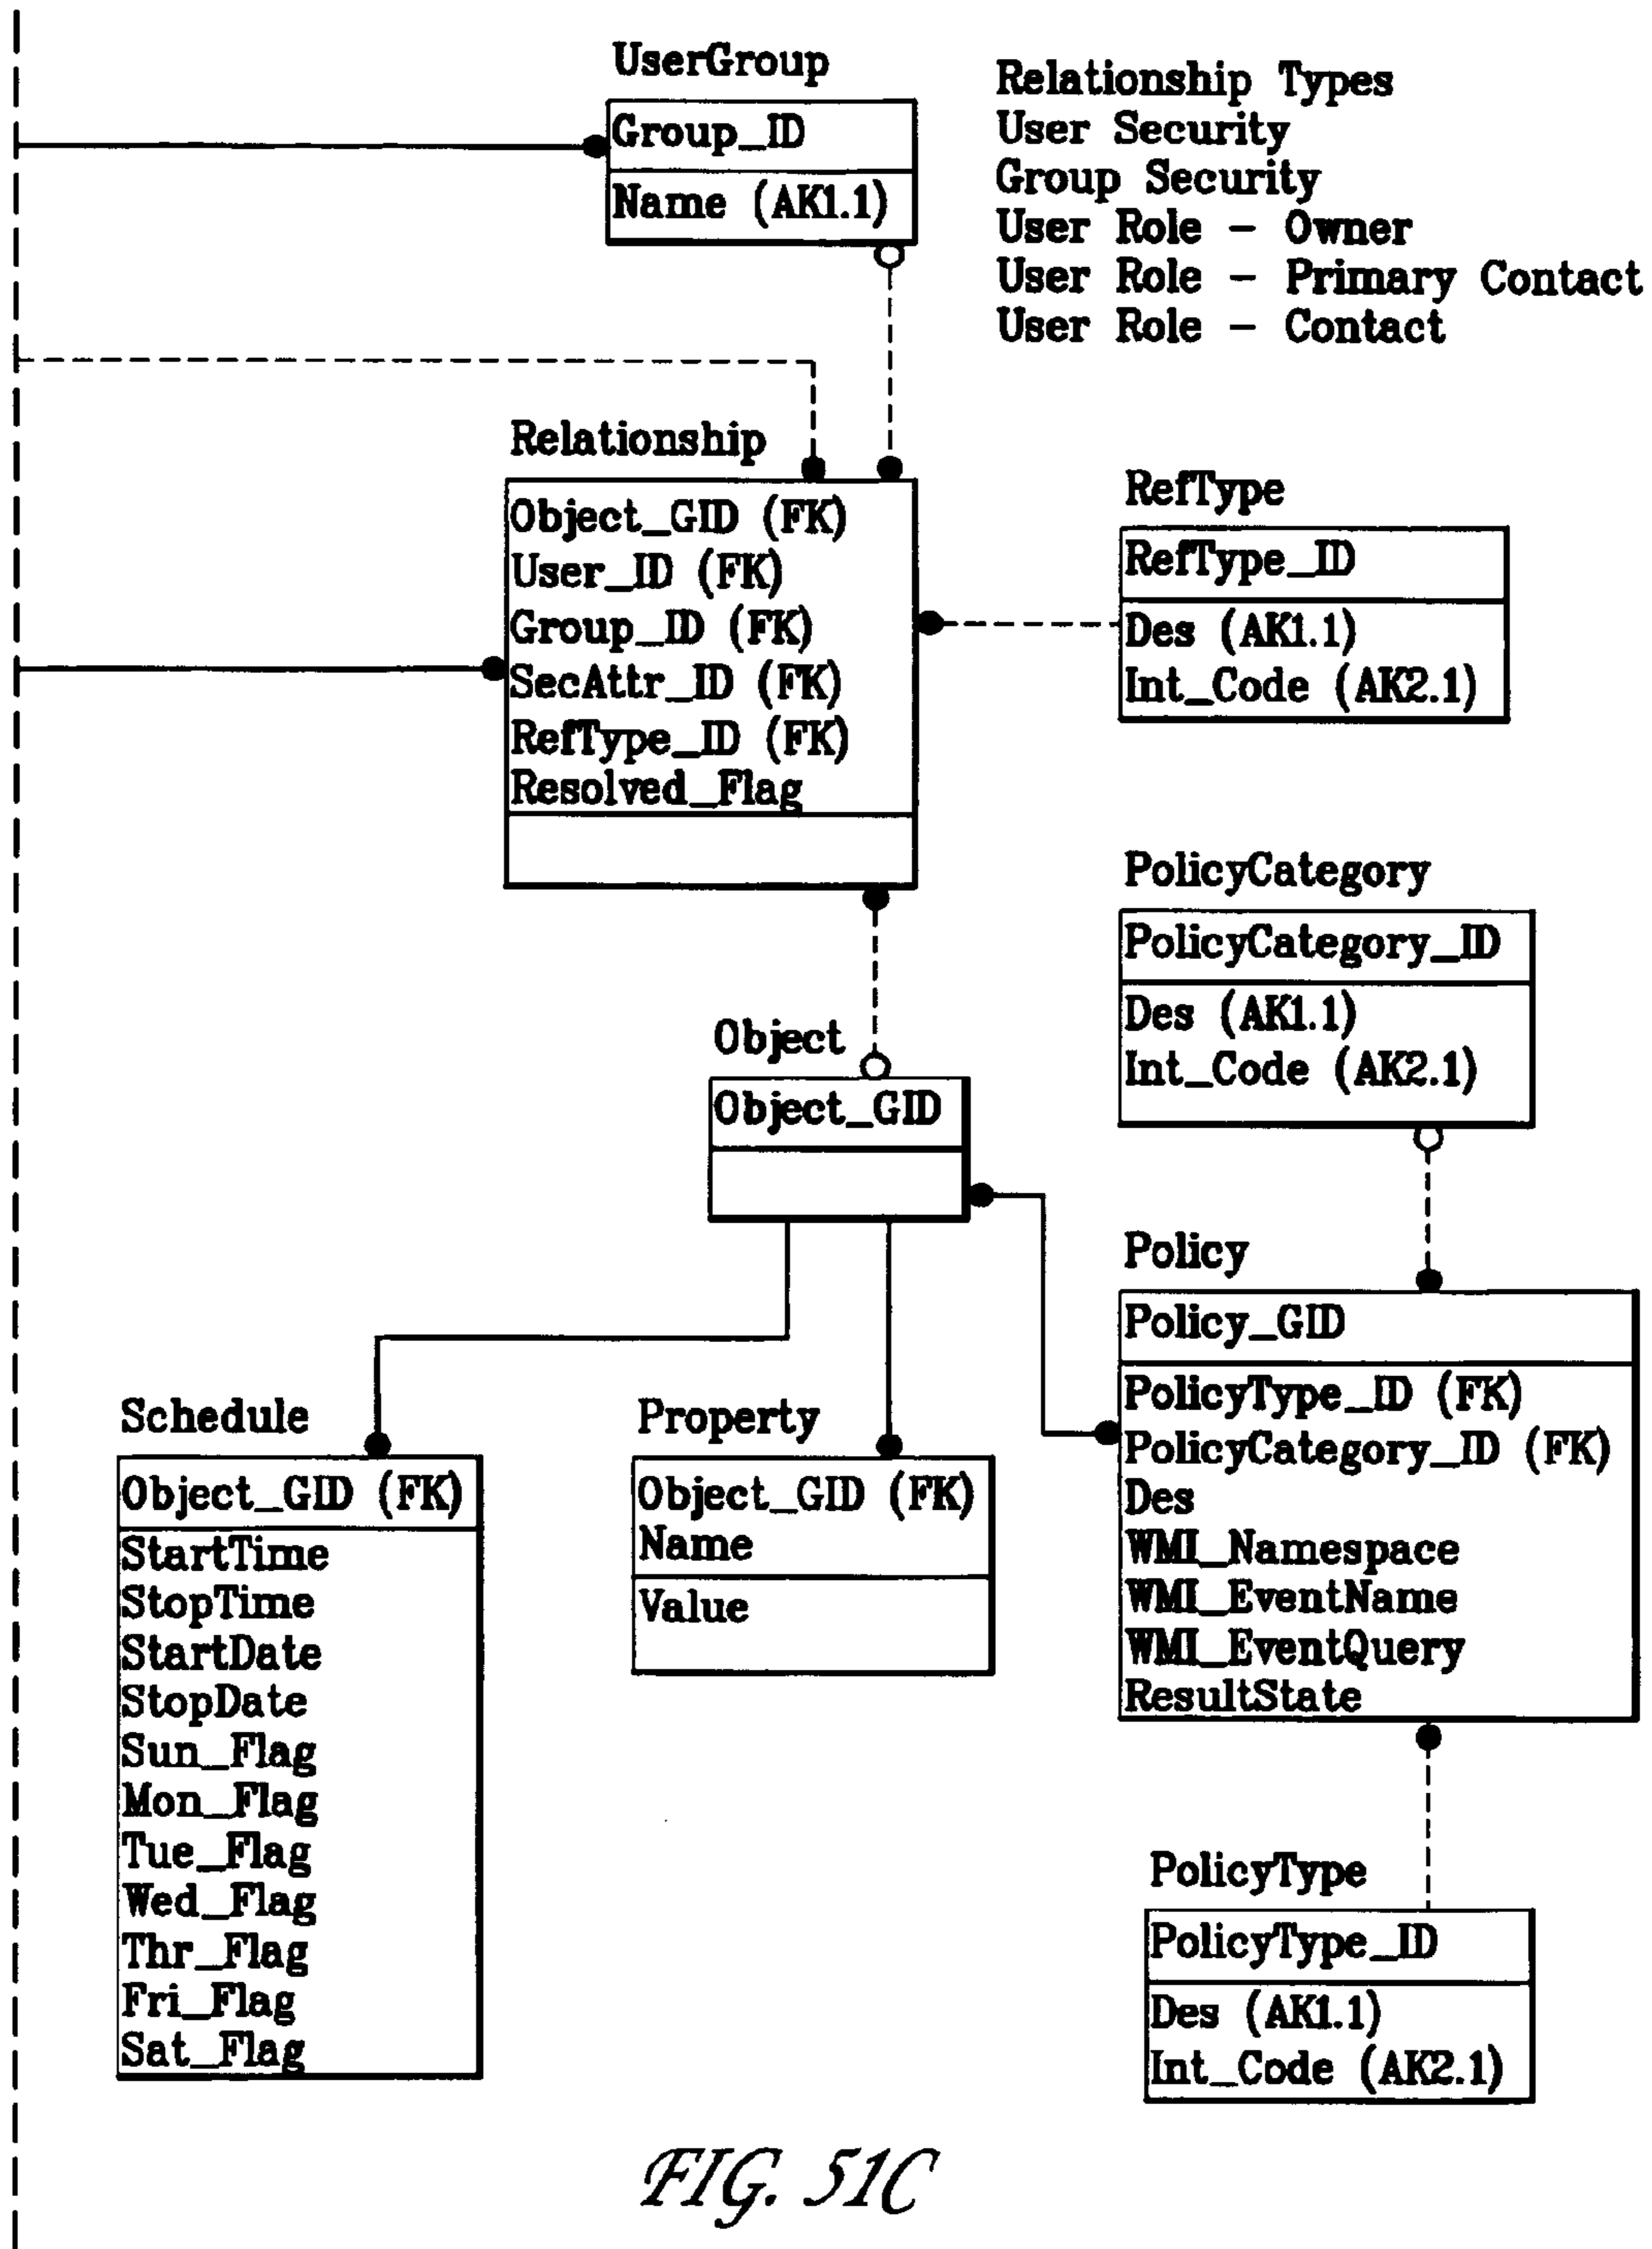 UserGroup
Group_ID
Name (AK1.1)
Relationship Types
User Security
Group Security
User Role – Owner
User Role – Primary Contact
User Role – Contact
Relationship
Object_GID (FK)
User_ID (FK)
Group_ID (FK)
SecAttr_ID (FK)
RefType_ID (FK)
Resolved_Flag
RefType
RefType_ID
Des (AK1.1)
Int_Code (AK2.1)
PolicyCategory
PolicyCategory_ID
Des (AK1.1)
Int_Code (AK2.1)
Object
Object_GID
Policy
Policy_GID
PolicyType_ID (FK)
PolicyCategory_ID (FK)
Des
WMI_Namespace
WMI_EventName
WMI_EventQuery
ResultState
Schedule
Object_GID (FK)
StartTime
StopTime
StartDate
StopDate
Sun_Flag
Mon_Flag
Tue_Flag
Wed_Flag
Thr_Flag
Fri_Flag
Sat_Flag
Property
Object_GID (FK)
Name
Value
PolicyType
PolicyType_ID
Des (AK1.1)
Int_Code (AK2.1)
FIG. 51C